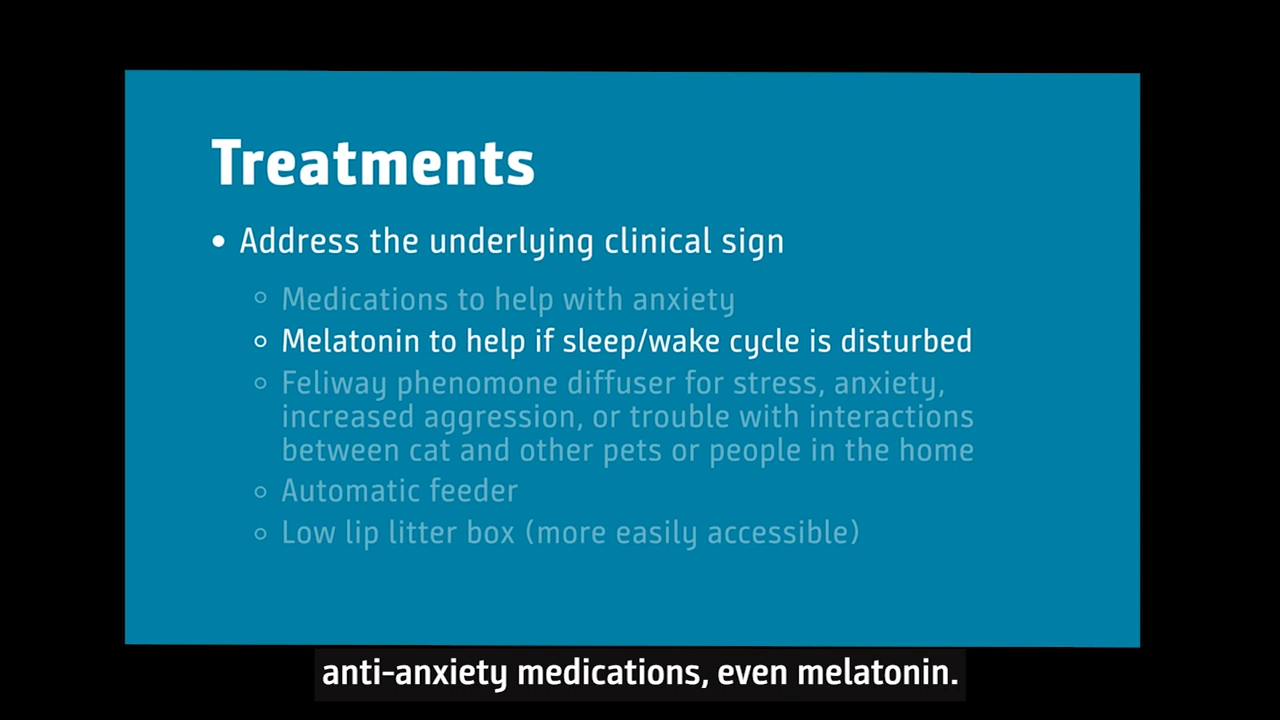 Treatments
• Address the underlying clinical sign
○ Medications to help with anxiety
○ Melatonin to help if sleep/wake cycle is disturbed
○ Feliway phenomone diffuser for stress, anxiety,
increased aggression, or trouble with interactions
between cat and other pets or people in the home
○ Automatic feeder
○ Low lip litter box (more easily accessible)
anti-anxiety medications, even melatonin.